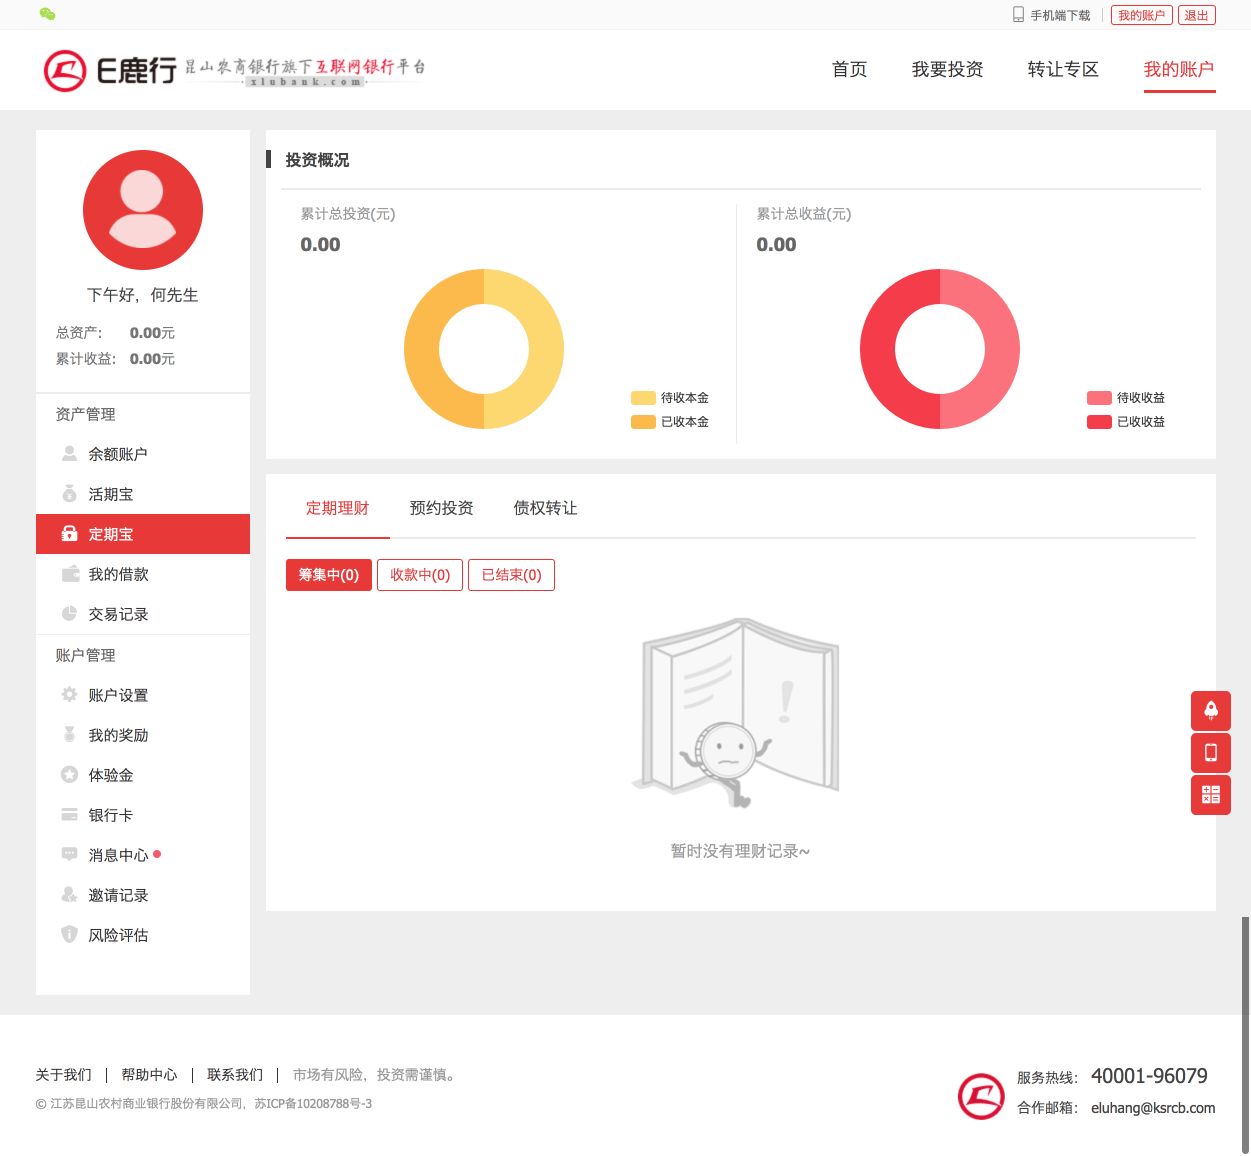 手机端下载
我的账户
退出
E鹿行
昆山农商银行旗下互联网银行平台
xlubank.com
首页
我要投资
转让专区
我的账户
下午好，何先生
总资产： 0.00元
累计收益： 0.00元
资产管理
余额账户
活期宝
定期宝
我的借款
交易记录
账户管理
账户设置
我的奖励
体验金
银行卡
消息中心
邀请记录
风险评估
投资概况
累计总投资(元)
0.00
待收本金
已收本金
累计总收益(元)
0.00
待收收益
已收收益
定期理财
预约投资
债权转让
筹集中(0)
收款中(0)
已结束(0)
暂时没有理财记录~
关于我们 | 帮助中心 | 联系我们 | 市场有风险，投资需谨慎。
© 江苏昆山农村商业银行股份有限公司，苏ICP备10208788号-3
服务热线： 40001-96079
合作邮箱： eluhang@ksrcb.com